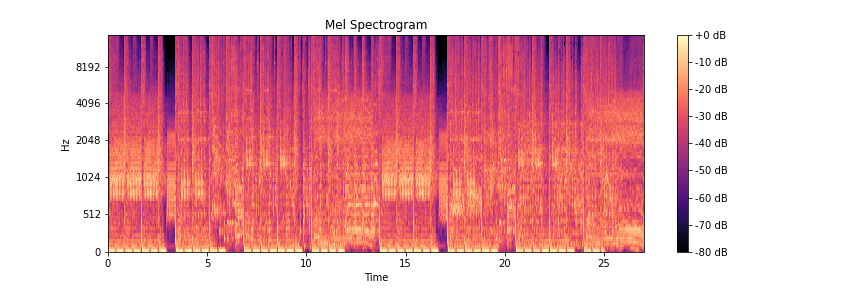 Mel Spectrogram
Hz
8192
4096
2048
1024
512
0
0 5 10 15 20 25
Time
+0 dB
-10 dB
-20 dB
-30 dB
-40 dB
-50 dB
-60 dB
-70 dB
-80 dB